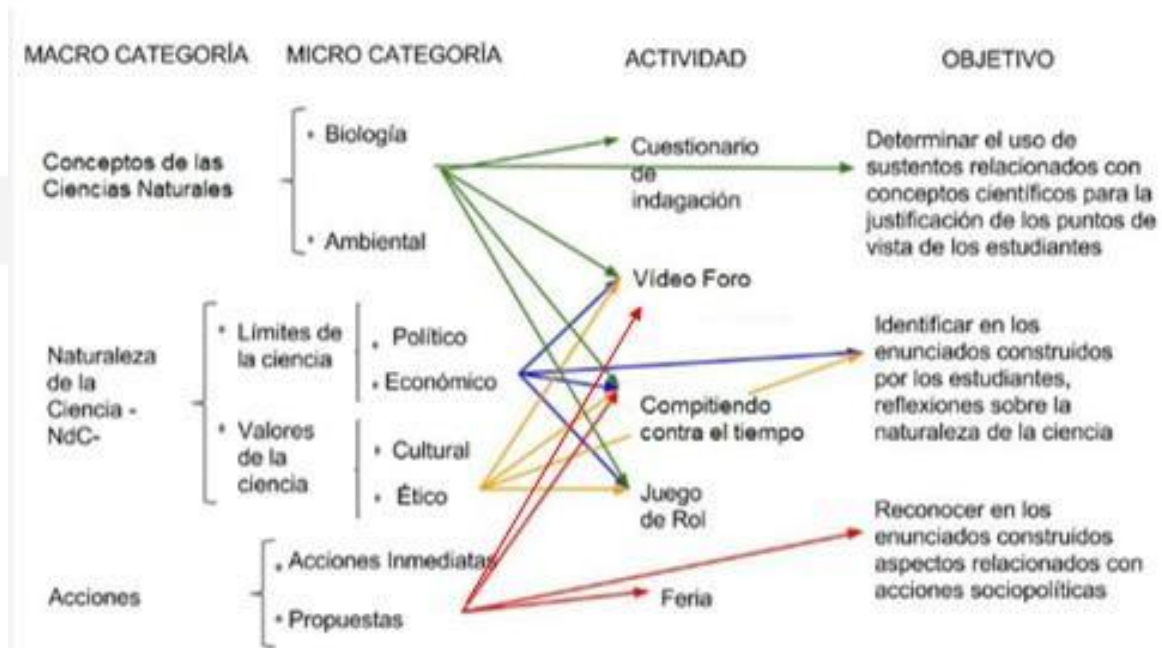 MACRO CATEGORÍA
MICRO CATEGORÍA
ACTIVIDAD
OBJETIVO
Conceptos de las
Ciencias Naturales
• Biología
• Ambiental
Cuestionario
de
indagación
Determinar el uso de
sustentos relacionados con
conceptos científicos para la
justificación de los puntos de
vista de los estudiantes
Vídeo Foro
Naturaleza
de la
Ciencia -
NdC-
• Límites de
la ciencia
• Valores
de la
ciencia
• Político
• Económico
• Cultural
• Ético
Compitiendo
contra el tiempo
Juego
de Rol
Identificar en los
enunciados construidos
por los estudiantes,
reflexiones sobre la
naturaleza de la ciencia
Acciones
• Acciones Inmediatas
• Propuestas
Feria
Reconocer en los
enunciados construidos
aspectos relacionados con
acciones sociopolíticas